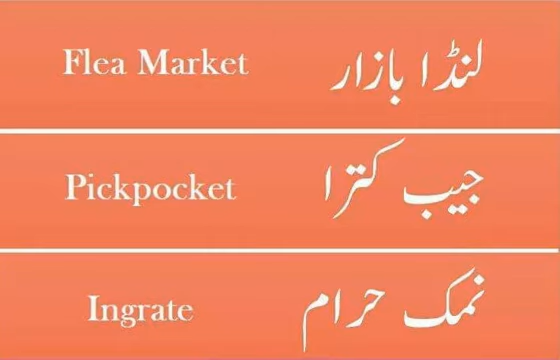 Flea Market لنڈا بازار
Pickpocket جیب کترا
Ingrate نمک حرام